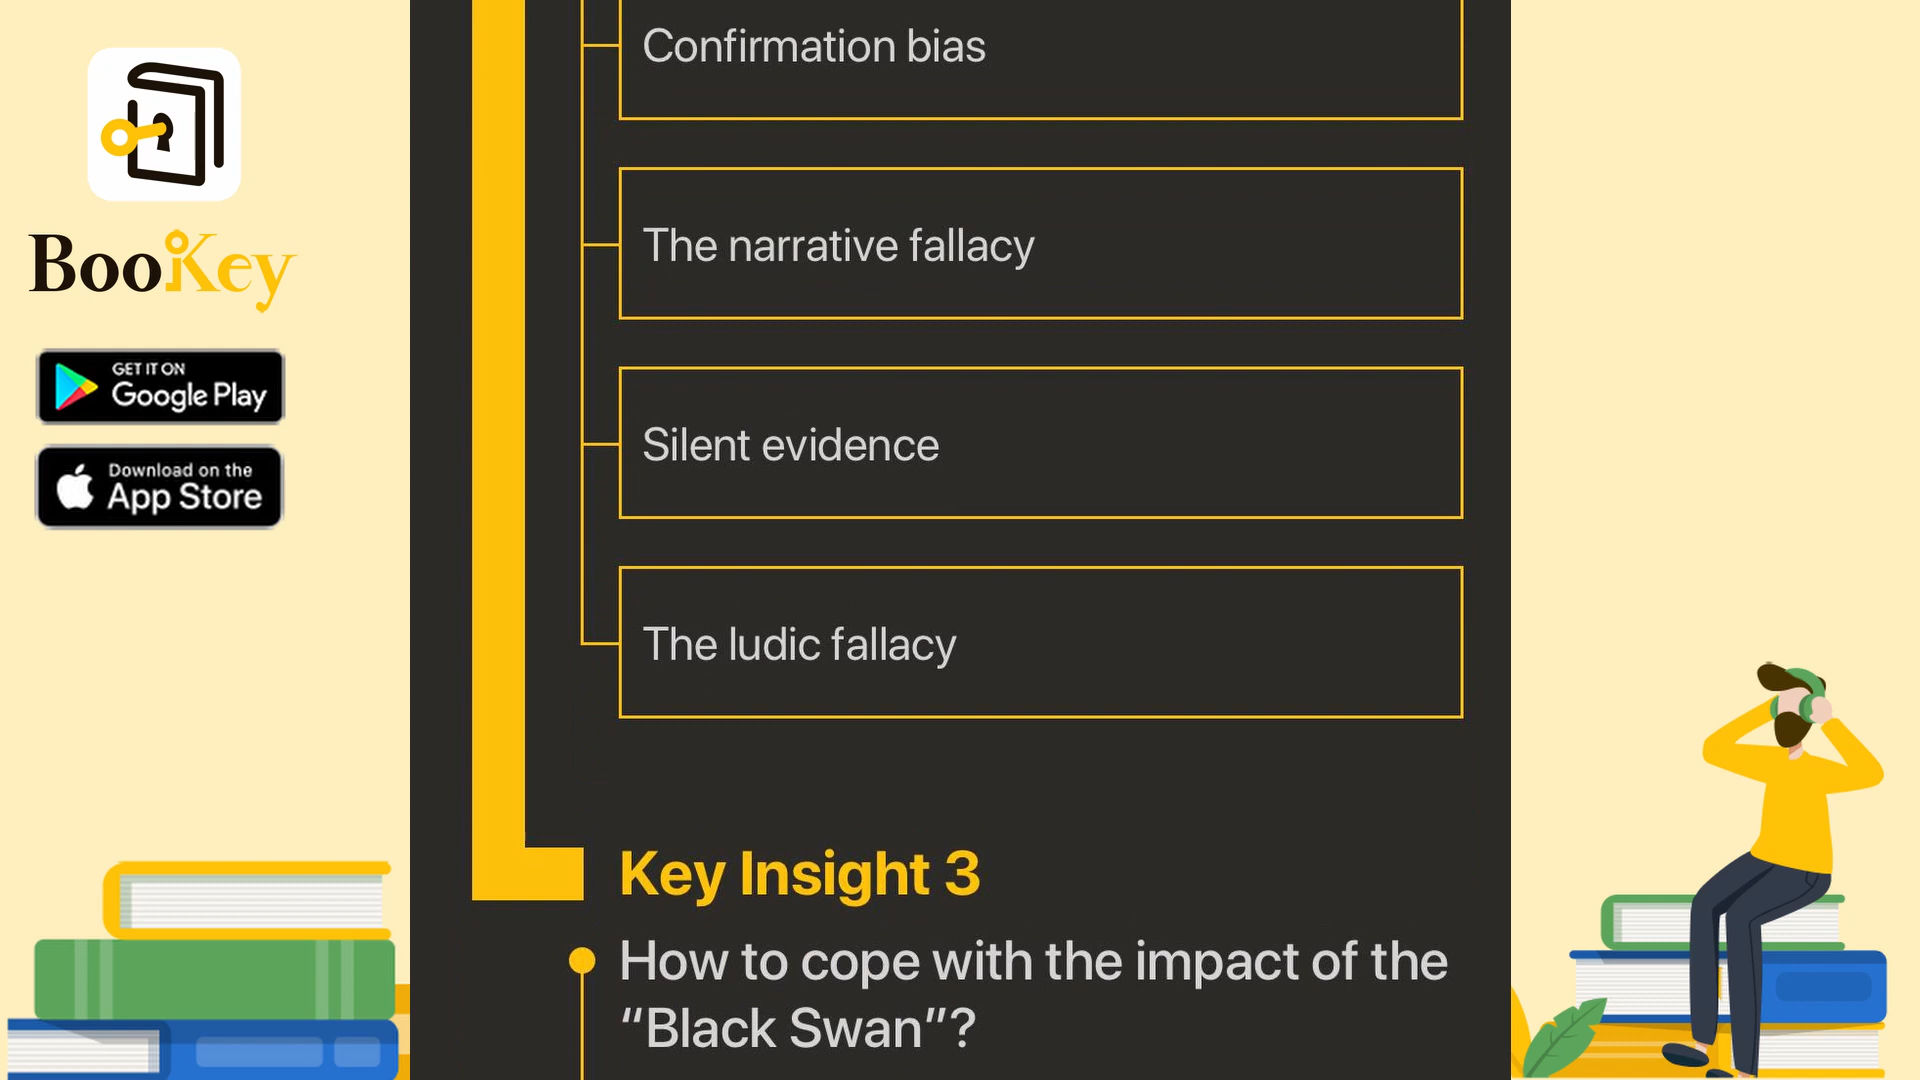 BooKey
GET IT ON
Google Play
Download on the
App Store
Confirmation bias
The narrative fallacy
Silent evidence
The ludic fallacy
Key Insight 3
How to cope with the impact of the
“Black Swan”?